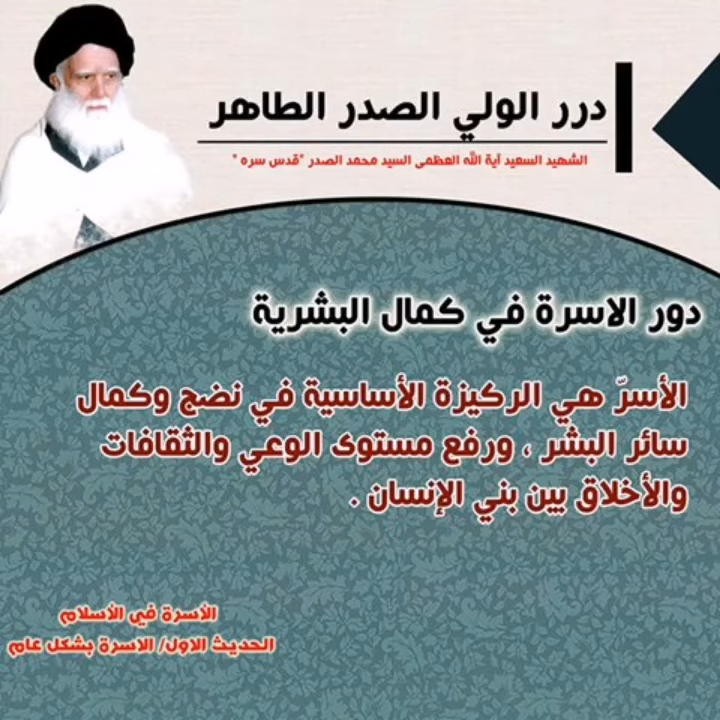 درر الولي الصدر الطاهر
الشهيد السعيد آية الله العظمى السيد محمد الصدر "قدس سره"
دور الاسرة في كمال البشرية
الأسرّ هي الركيزة الأساسية في نضج وكمال
سائر البشر ، ورفع مستوى الوعي والثقافات
والأخلاق بين بني الإنسان .
الأسرة في الأسلام
الحديث الاول/ الاسرة بشكل عام